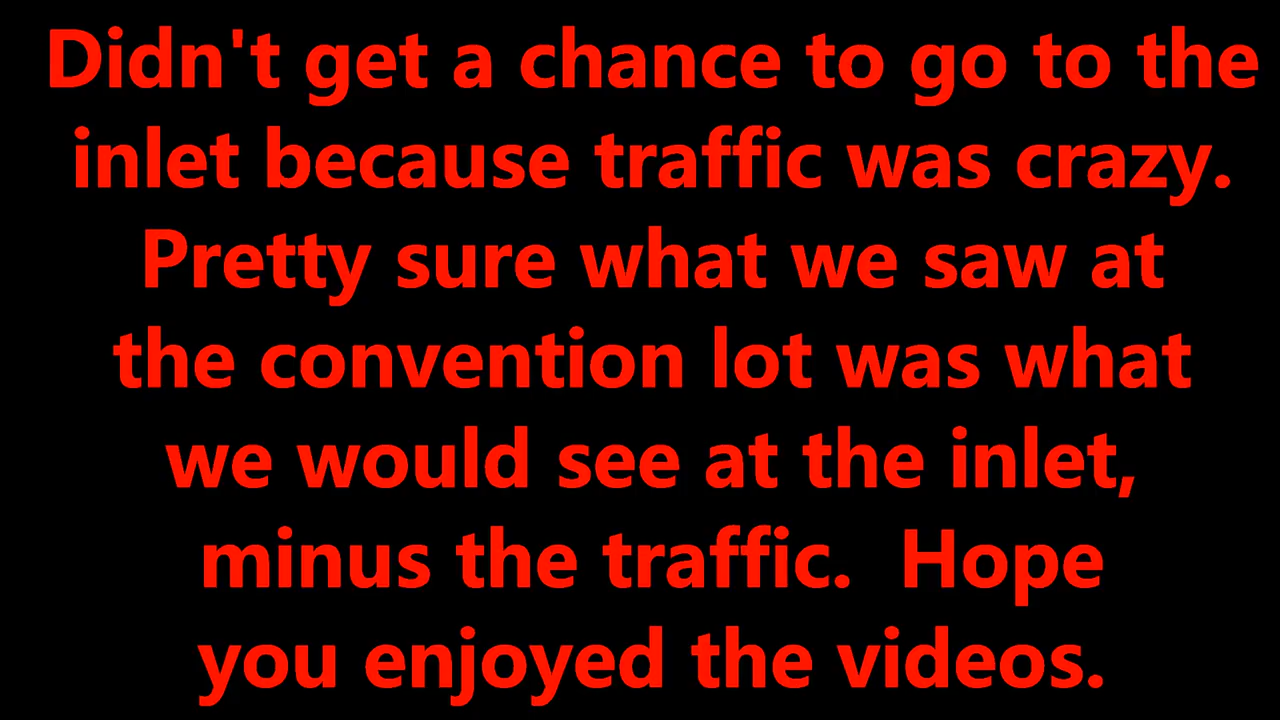 Didn't get a chance to go to the
inlet because traffic was crazy.
Pretty sure what we saw at
the convention lot was what
we would see at the inlet,
minus the traffic.  Hope
you enjoyed the videos.